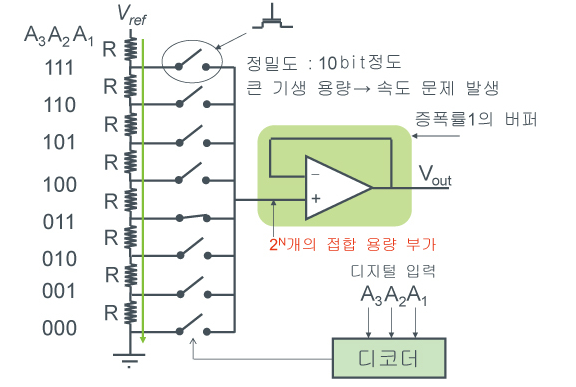 Vref
A3A2A1
R
111
정밀도 : 10bit정도
R
큰 기생 용량→ 속도 문제 발생
110
R
증폭률1의 버퍼
101
R
−
Vout
100
R
+
011
2N개의 접합 용량 부가
R
010
디지털 입력
R
001
A3A2A1
R
000
디코더